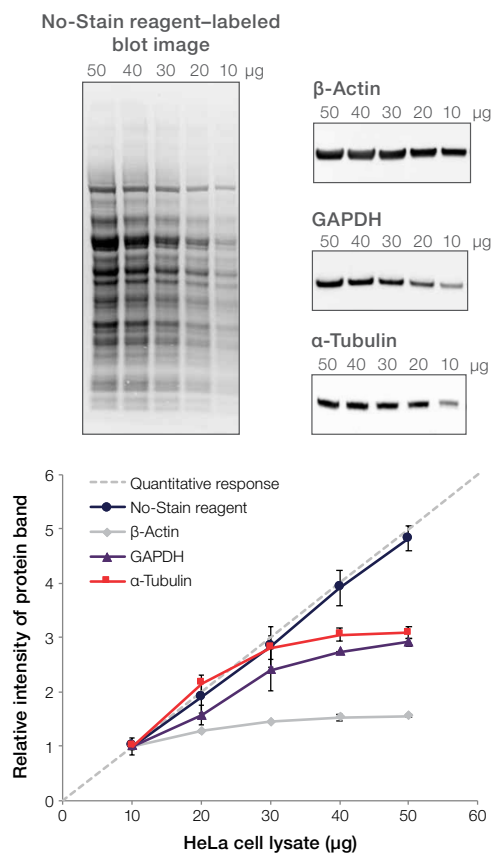 No-Stain reagent–labeled
blot image
50 40 30 20 10 µg
β-Actin
50 40 30 20 10 µg
GAPDH
50 40 30 20 10 µg
α-Tubulin
50 40 30 20 10 µg
Relative intensity of protein band
6
5
4
3
2
1
0
Quantitative response
No-Stain reagent
β-Actin
GAPDH
α-Tubulin
0 10 20 30 40 50 60
HeLa cell lysate (µg)